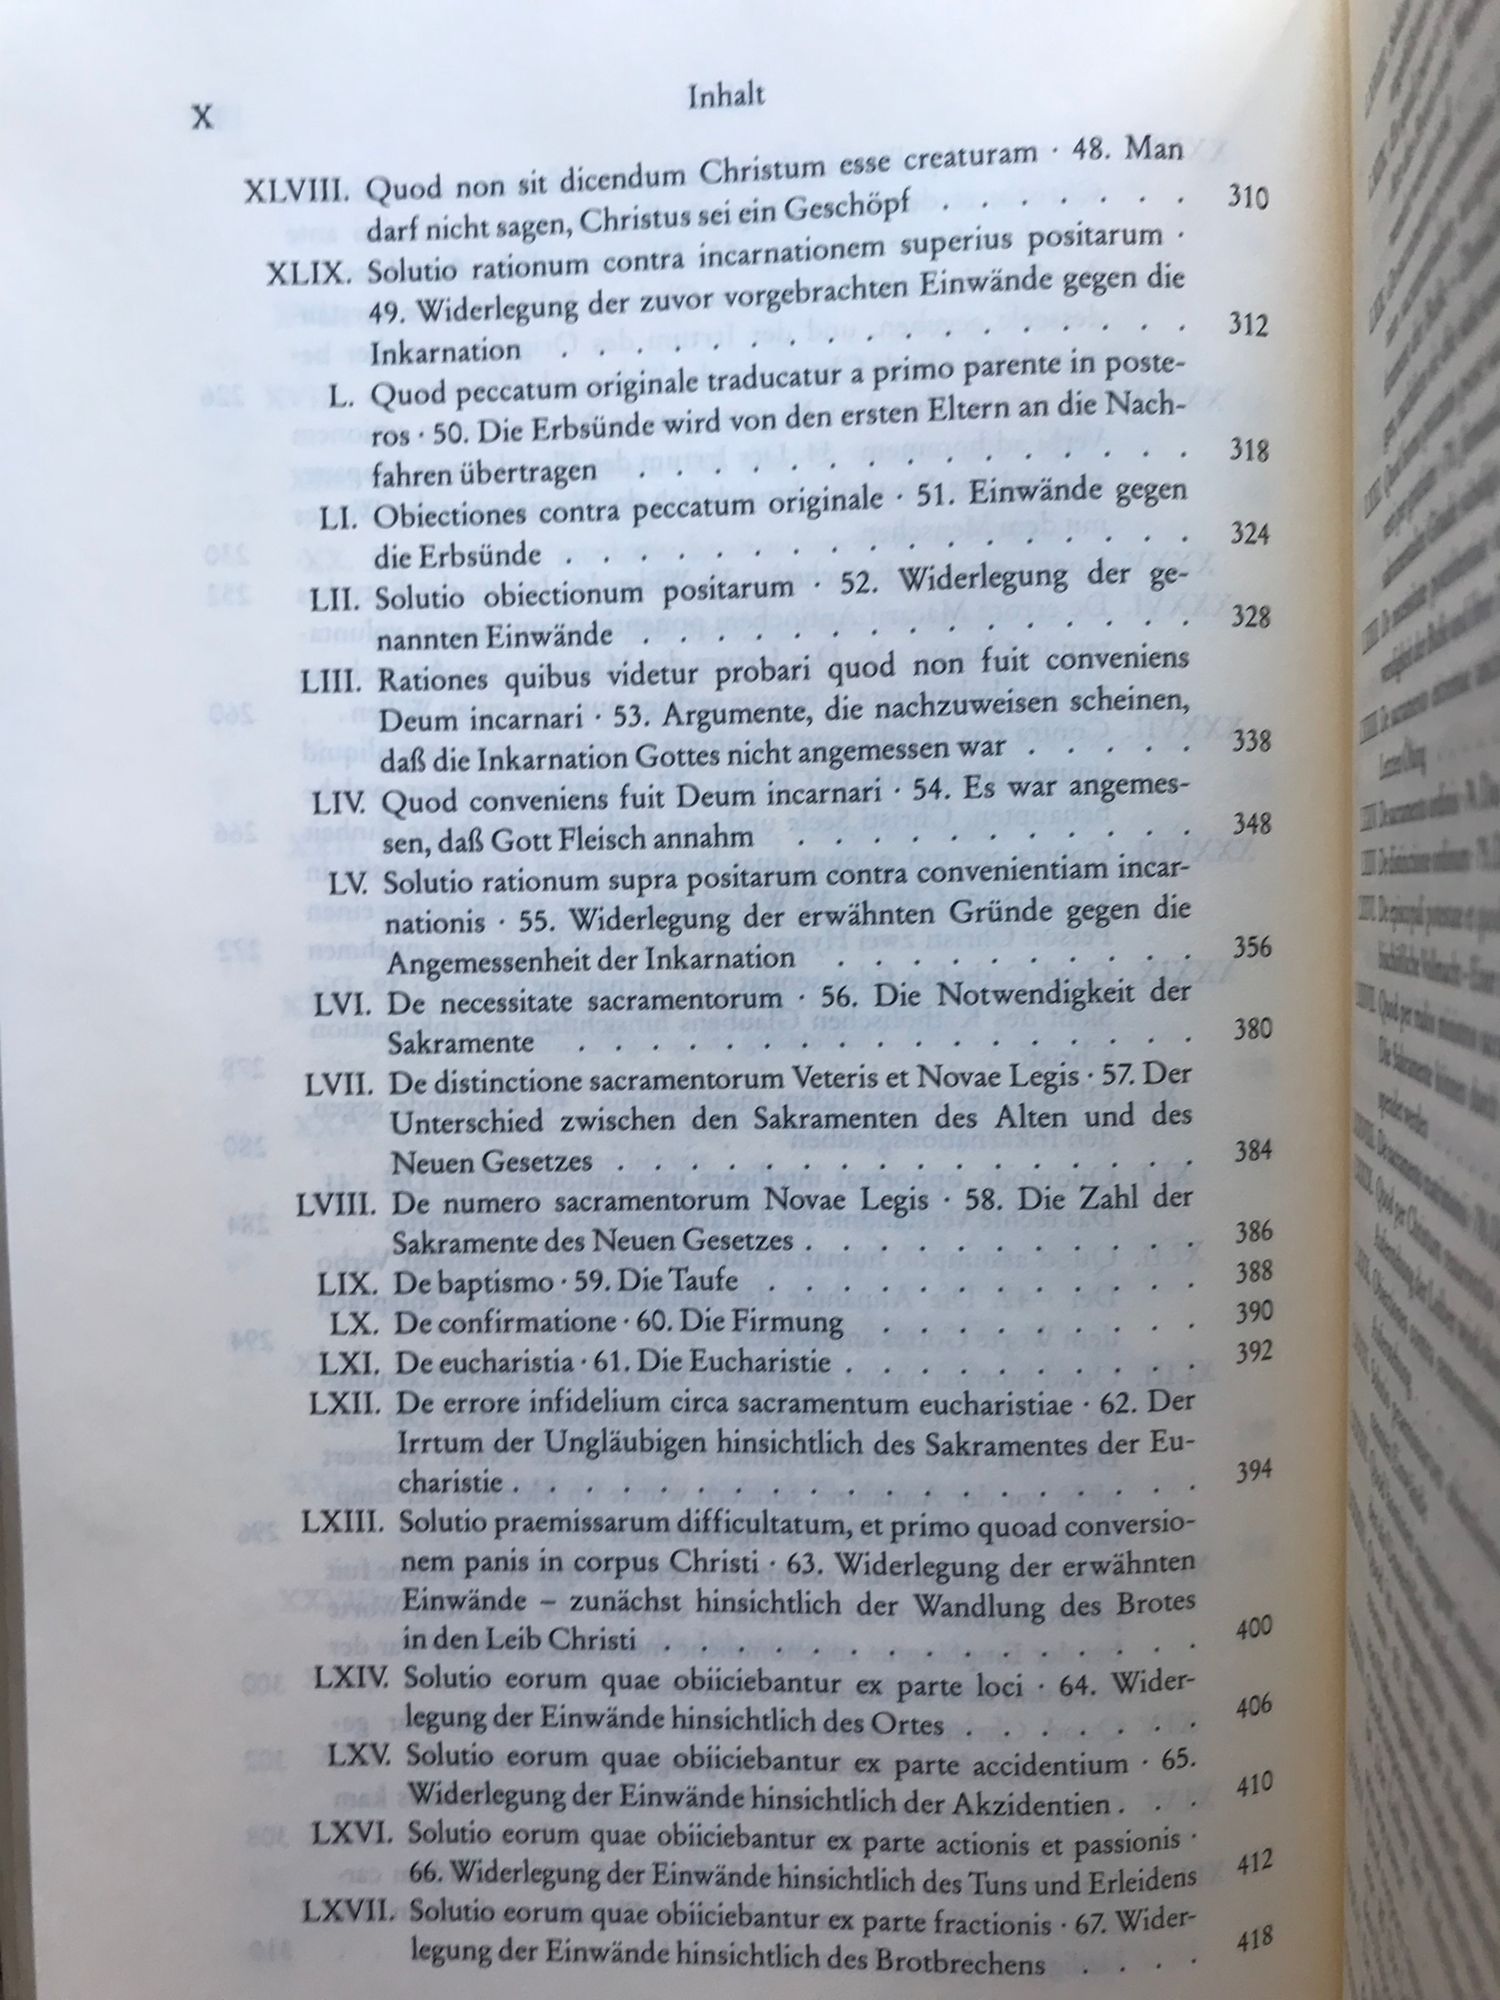 X
Inhalt
XLVIII. Quod non sit dicendum Christum esse creaturam · 48. Man
darf nicht sagen, Christus sei ein Geschöpf . . . . . . . 310
XLIX. Solutio rationum contra incarnationem superius positarum ·
49. Widerlegung der zuvor vorgebrachten Einwände gegen die
Inkarnation . . . . . . . . . . . . . . . . . 312
L. Quod peccatum originale traducatur a primo parente in poste-
ros · 50. Die Erbsünde wird von den ersten Eltern an die Nach-
fahren übertragen . . . . . . . . . . . . . . . 318
LI. Obiectiones contra peccatum originale · 51. Einwände gegen
die Erbsünde . . . . . . . . . . . . . . . . . 324
LII. Solutio obiectionum positarum · 52. Widerlegung der ge-
nannten Einwände . . . . . . . . . . . . . . . 328
LIII. Rationes quibus videtur probari quod non fuit conveniens
Deum incarnari · 53. Argumente, die nachzuweisen scheinen,
daß die Inkarnation Gottes nicht angemessen war . . . . . 338
LIV. Quod conveniens fuit Deum incarnari · 54. Es war angemes-
sen, daß Gott Fleisch annahm . . . . . . . . . . . 348
LV. Solutio rationum supra positarum contra convenientiam incar-
nationis · 55. Widerlegung der erwähnten Gründe gegen die
Angemessenheit der Inkarnation . . . . . . . . . . 356
LVI. De necessitate sacramentorum · 56. Die Notwendigkeit der
Sakramente . . . . . . . . . . . . . . . . . 380
LVII. De distinctione sacramentorum Veteris et Novae Legis · 57. Der
Unterschied zwischen den Sakramenten des Alten und des
Neuen Gesetzes . . . . . . . . . . . . . . . . 384
LVIII. De numero sacramentorum Novae Legis · 58. Die Zahl der
Sakramente des Neuen Gesetzes . . . . . . . . . . . 386
LIX. De baptismo · 59. Die Taufe . . . . . . . . . . . . 388
LX. De confirmatione · 60. Die Firmung . . . . . . . . . 390
LXI. De eucharistia · 61. Die Eucharistie . . . . . . . . . . 392
LXII. De errore infidelium circa sacramentum eucharistiae · 62. Der
Irrtum der Ungläubigen hinsichtlich des Sakramentes der Eu-
charistie . . . . . . . . . . . . . . . . . . . 394
LXIII. Solutio praemissarum difficultatum, et primo quoad conversio-
nem panis in corpus Christi · 63. Widerlegung der erwähnten
Einwände – zunächst hinsichtlich der Wandlung des Brotes
in den Leib Christi . . . . . . . . . . . . . . . 400
LXIV. Solutio eorum quae obiiciebantur ex parte loci · 64. Wider-
legung der Einwände hinsichtlich des Ortes . . . . . . . 406
LXV. Solutio eorum quae obiiciebantur ex parte accidentium · 65.
Widerlegung der Einwände hinsichtlich der Akzidentien . . . 410
LXVI. Solutio eorum quae obiiciebantur ex parte actionis et passionis ·
66. Widerlegung der Einwände hinsichtlich des Tuns und Erleidens 412
LXVII. Solutio eorum quae obiiciebantur ex parte fractionis · 67. Wider-
legung der Einwände hinsichtlich des Brotbrechens . . . . 418